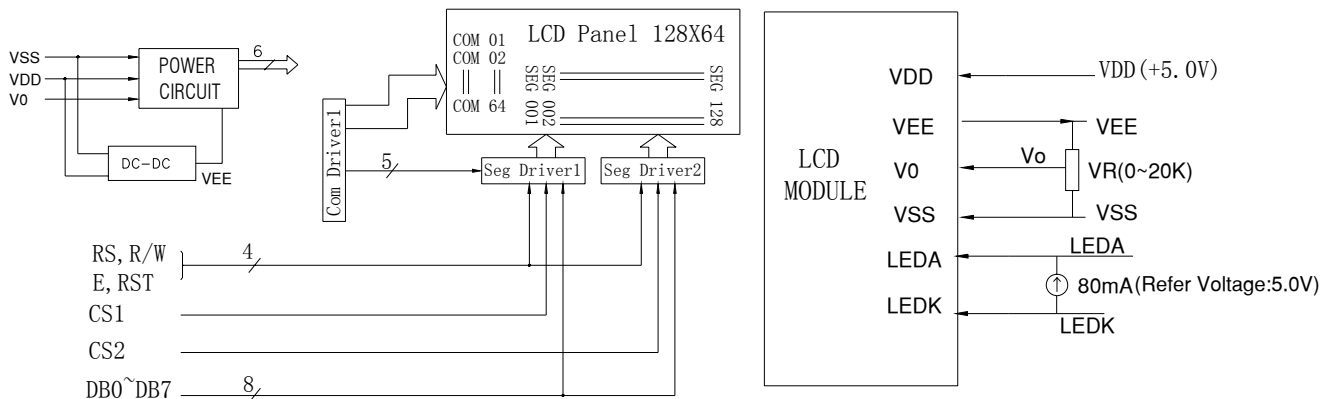 VSS
VDD
V0
POWER
CIRCUIT
6
DC-DC
VEE
LCD Panel 128X64
COM 01
COM 02
COM 64
SEG 001
SEG 002
SEG 128
Com Driver1
5
Seg Driver1
Seg Driver2
RS, R/W
E, RST
4
CS1
CS2
DB0~DB7
8
LCD
MODULE
VDD
VDD(+5.0V)
VEE
VEE
V0
Vo
VR(0~20K)
VSS
VSS
LEDA
LEDA
80mA(Refer Voltage:5.0V)
LEDK
LEDK